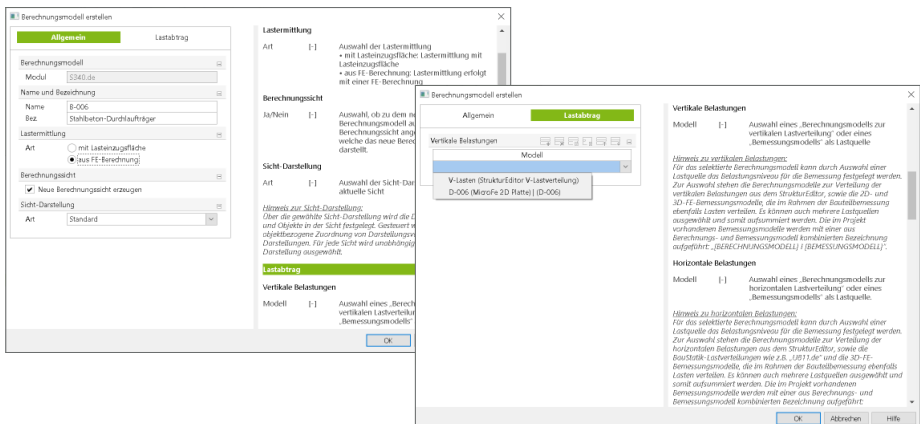 Berechnungsmodell erstellen
Allgemein
Lastabtrag
Berechnungsmodell
Modul
S340.de
Name und Bezeichnung
Name
B-006
Bez.
Stahlbeton-Durchlaufträger
Lastermittlung
Art
mit Lasteinzugsfläche
aus FE-Berechnung
Berechnungssicht
Neue Berechnungssicht erzeugen
Sicht-Darstellung
Art
Standard
Lastermittlung
Art [-] Auswahl der Lastermittlung
• mit Lasteinzugsfläche: Lastermittlung mit
Lasteinzugsfläche
• aus FE-Berechnung: Lastermittlung erfolgt
mit einer FE-Berechnung
Berechnungssicht
Ja/Nein [-] Auswahl, ob zu dem n
Berechnungsmodell a
Berechnungssicht ang
welche das neue Berec
darstellt.
Sicht-Darstellung
Art [-] Auswahl der Sicht-Dar
aktuelle Sicht
Hinweis zur Sicht-Darstellung:
Über die gewählte Sicht-Darstellung wird die D
und Objekte in der Sicht festgelegt. Gesteuert w
objektbezogene Zuordnung von Darstellungsv
Darstellungen. Für jede Sicht wird unabhängig
Darstellung ausgewählt.
Lastabtrag
Vertikale Belastungen
Modell [-] Auswahl eines „Berech
vertikalen Lastverteilur
„Bemessungsmodells"
OK
Berechnungsmodell erstellen
Allgemein
Lastabtrag
Vertikale Belastungen
Modell
V-Lasten (StrukturEditor V-Lastverteilung)
D-006 (MicroFe 2D Platte) | (D-006)
Vertikale Belastungen
Modell [-] Auswahl eines „Berechnungsmodells zur
vertikalen Lastverteilung" oder eines
„Bemessungsmodells" als Lastquelle
Hinweis zu vertikalen Belastungen:
Für das selektierte Berechnungsmodell kann durch Auswahl einer
Lastquelle das Belastungsniveau für die Bemessung festgelegt werden.
Zur Auswahl stehen die Berechnungsmodelle zur Verteilung der
vertikalen Belastungen aus dem StrukturEditor, sowie die 2D- und
3D-FE-Bemessungsmodelle, die im Rahmen der Bauteilbemessung
ebenfalls Lasten verteilen. Es können auch mehrere Lastquellen
ausgewählt und somit aufsummiert werden. Die im Projekt
vorhandenen Bemessungsmodelle werden mit einer aus
Berechnungs- und Bemessungsmodell kombinierten Bezeichnung
aufgeführt: „[BERECHNUNGSMODELL] | [BEMESSUNGSMODELL]".
Horizontale Belastungen
Modell [-] Auswahl eines „Berechnungsmodells zur
horizontalen Lastverteilung" oder eines
„Bemessungsmodells" als Lastquelle.
Hinweis zu horizontalen Belastungen:
Für das selektierte Berechnungsmodell kann durch Auswahl einer
Lastquelle das Belastungsniveau für die Bemessung festgelegt werden.
Zur Auswahl stehen die Berechnungsmodelle zur Verteilung der
horizontalen Belastungen aus dem StrukturEditor, sowie die
BauStatik-Lastverteilungen wie z.B. „U811.de" und die 3D-FE-
Bemessungsmodelle, die im Rahmen der Bauteilbemessung ebenfalls
Lasten verteilen. Es können auch mehrere Lastquellen ausgewählt und
somit aufsummiert werden. Die im Projekt vorhandenen
Bemessungsmodelle werden mit einer aus Berechnungs- und
Bemessungsmodell kombinierten Bezeichnung aufgeführt:
OK
Abbrechen
Hilfe